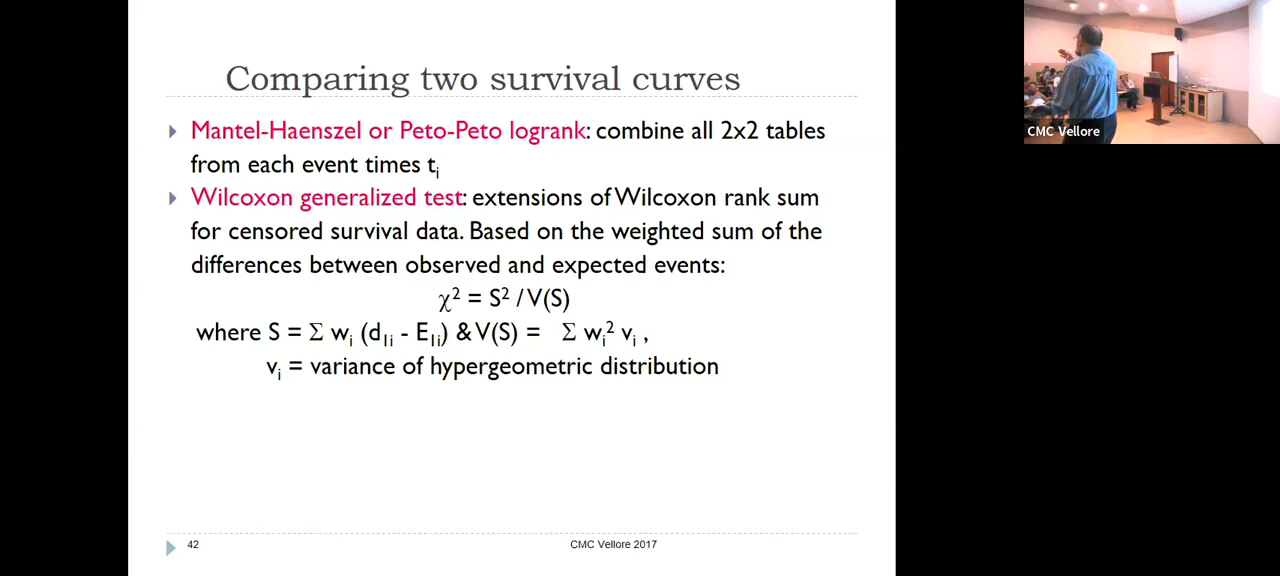 Comparing two survival curves
Mantel-Haenszel or Peto-Peto logrank: combine all 2x2 tables
from each event times tᵢ
Wilcoxon generalized test: extensions of Wilcoxon rank sum
for censored survival data. Based on the weighted sum of the
differences between observed and expected events:
χ² = S² / V(S)
where S = Σ wᵢ (d₁ᵢ - E₁ᵢ) & V(S) = Σ wᵢ² vᵢ ,
vᵢ = variance of hypergeometric distribution
42
CMC Vellore 2017
CMC Vellore